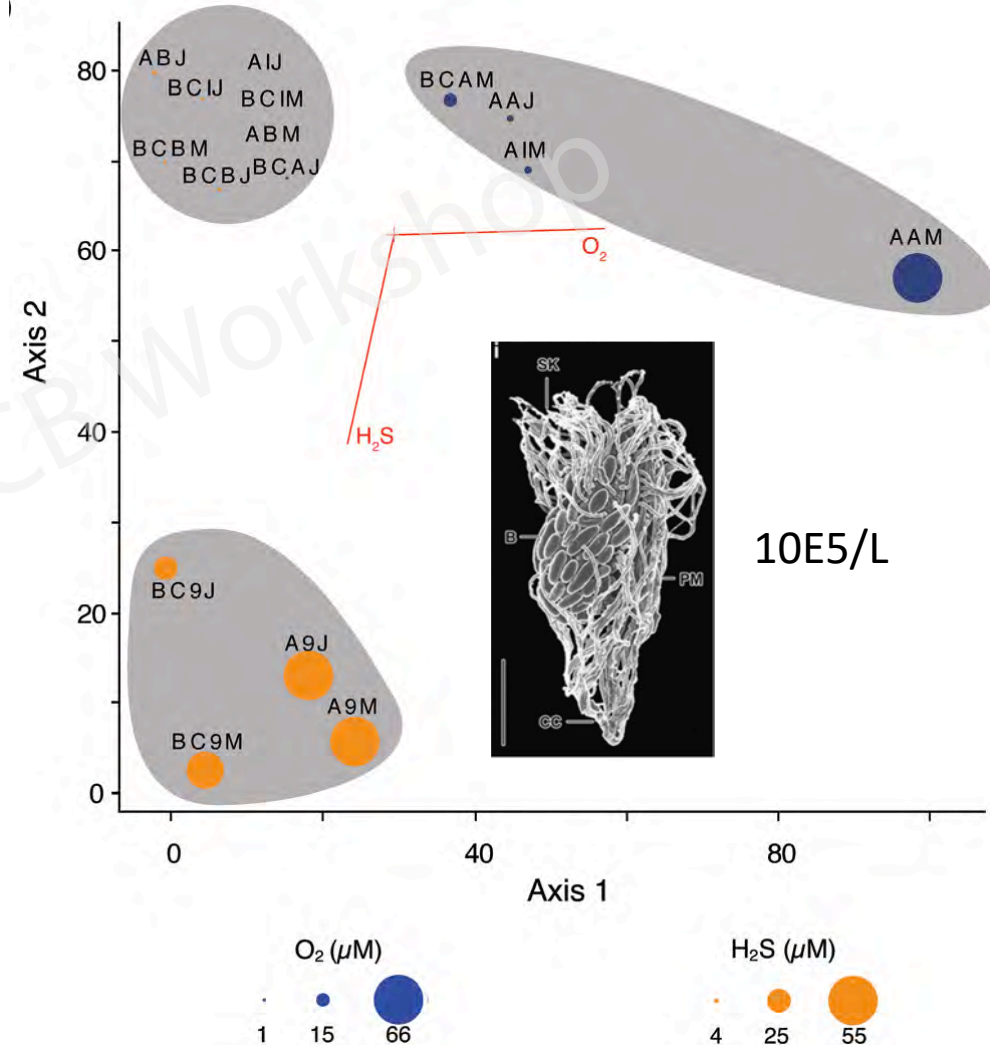 )
80
60
40
20
0
Axis 2
ABJ
AIJ
BCIJ
BCIM
ABM
BCBM
BCAJ
BCBJ
BCAM
AAJ
AIM
AAM
O2
H2S
CB Workshop
i
SK
B
PM
CC
10E5/L
BC9J
A9J
A9M
BC9M
0 40 80
Axis 1
O2 (μM)
1 15 66
H2S (μM)
4 25 55